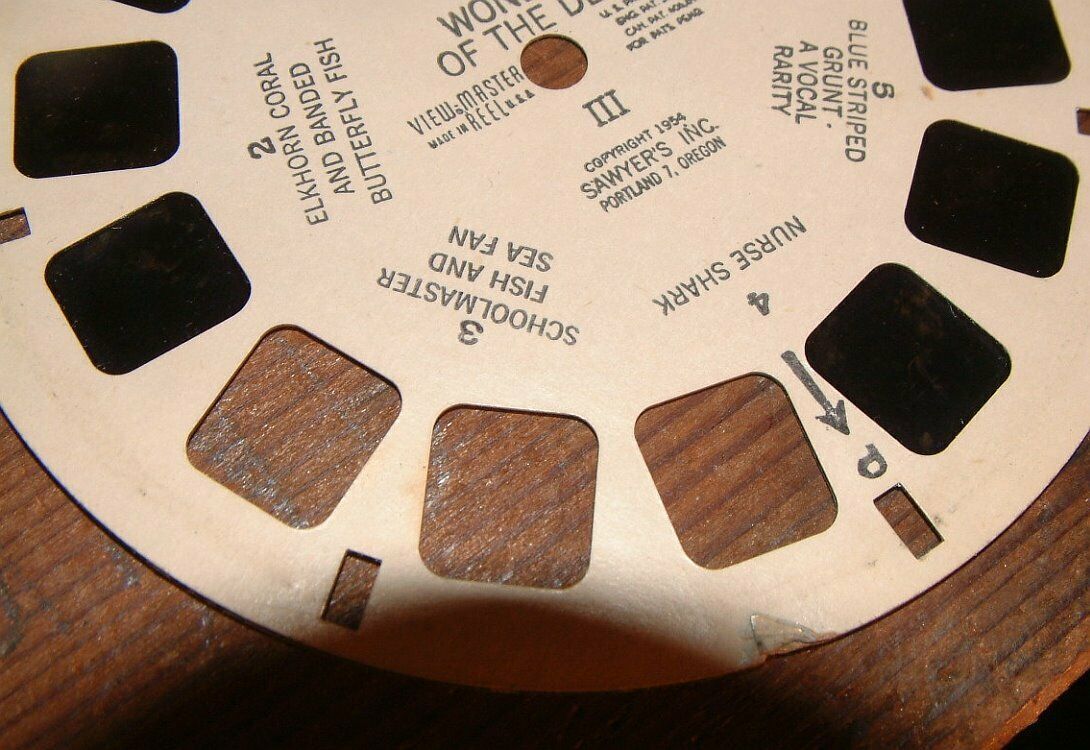 WON
OF THE DE
VIEW-MASTER
MADE IN REEL U.S.A.
III
COPYRIGHT 1954
SAWYER'S INC.
PORTLAND 7, OREGON
2
ELKHORN CORAL
AND BANDED
BUTTERFLY FISH
3
SCHOOLMASTER
FISH AND
SEA FAN
4
NURSE SHARK
5
BLUE STRIPED
GRUNT.
A VOCAL
RARITY